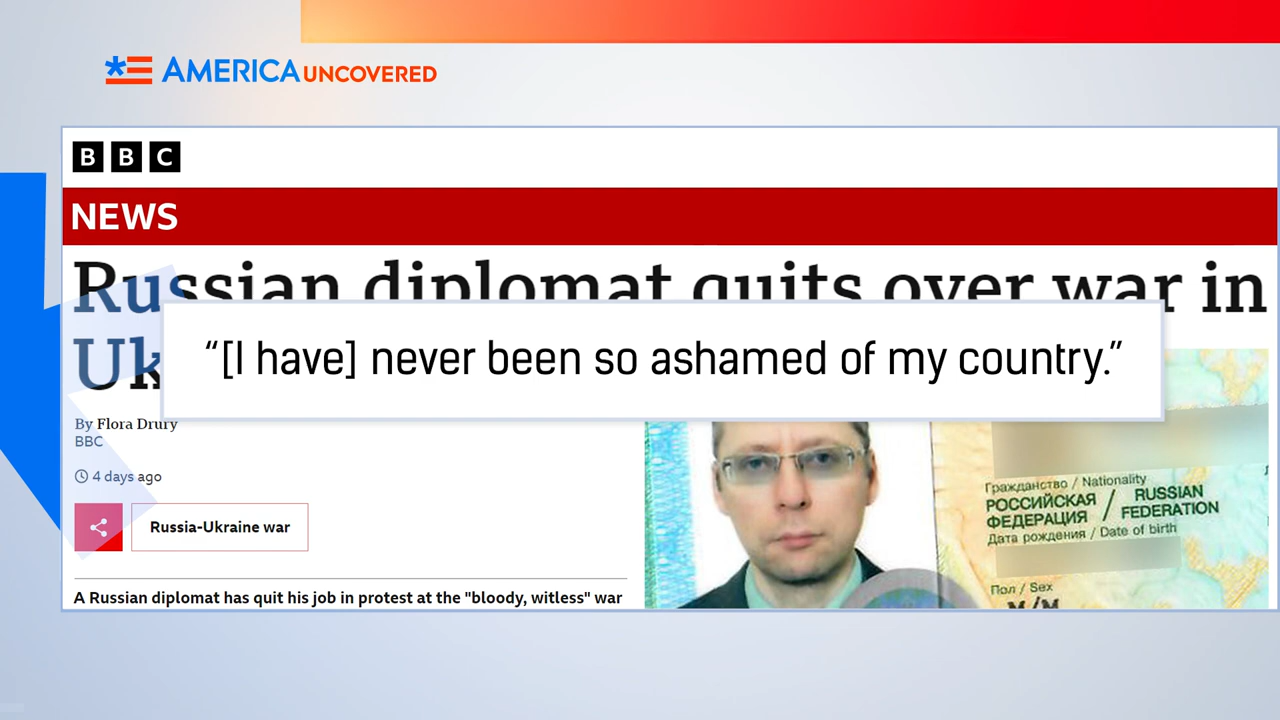 AMERICA UNCOVERED
BBC
NEWS
Russian diplomat quits over war in
Uk
“[I have] never been so ashamed of my country.”
By Flora Drury
BBC
4 days ago
Russia-Ukraine war
A Russian diplomat has quit his job in protest at the "bloody, witless" war
Гражданство / Nationality
РОССИЙСКАЯ ФЕДЕРАЦИЯ / RUSSIAN FEDERATION
Дата рождения / Date of birth
Пол / Sex
М/M